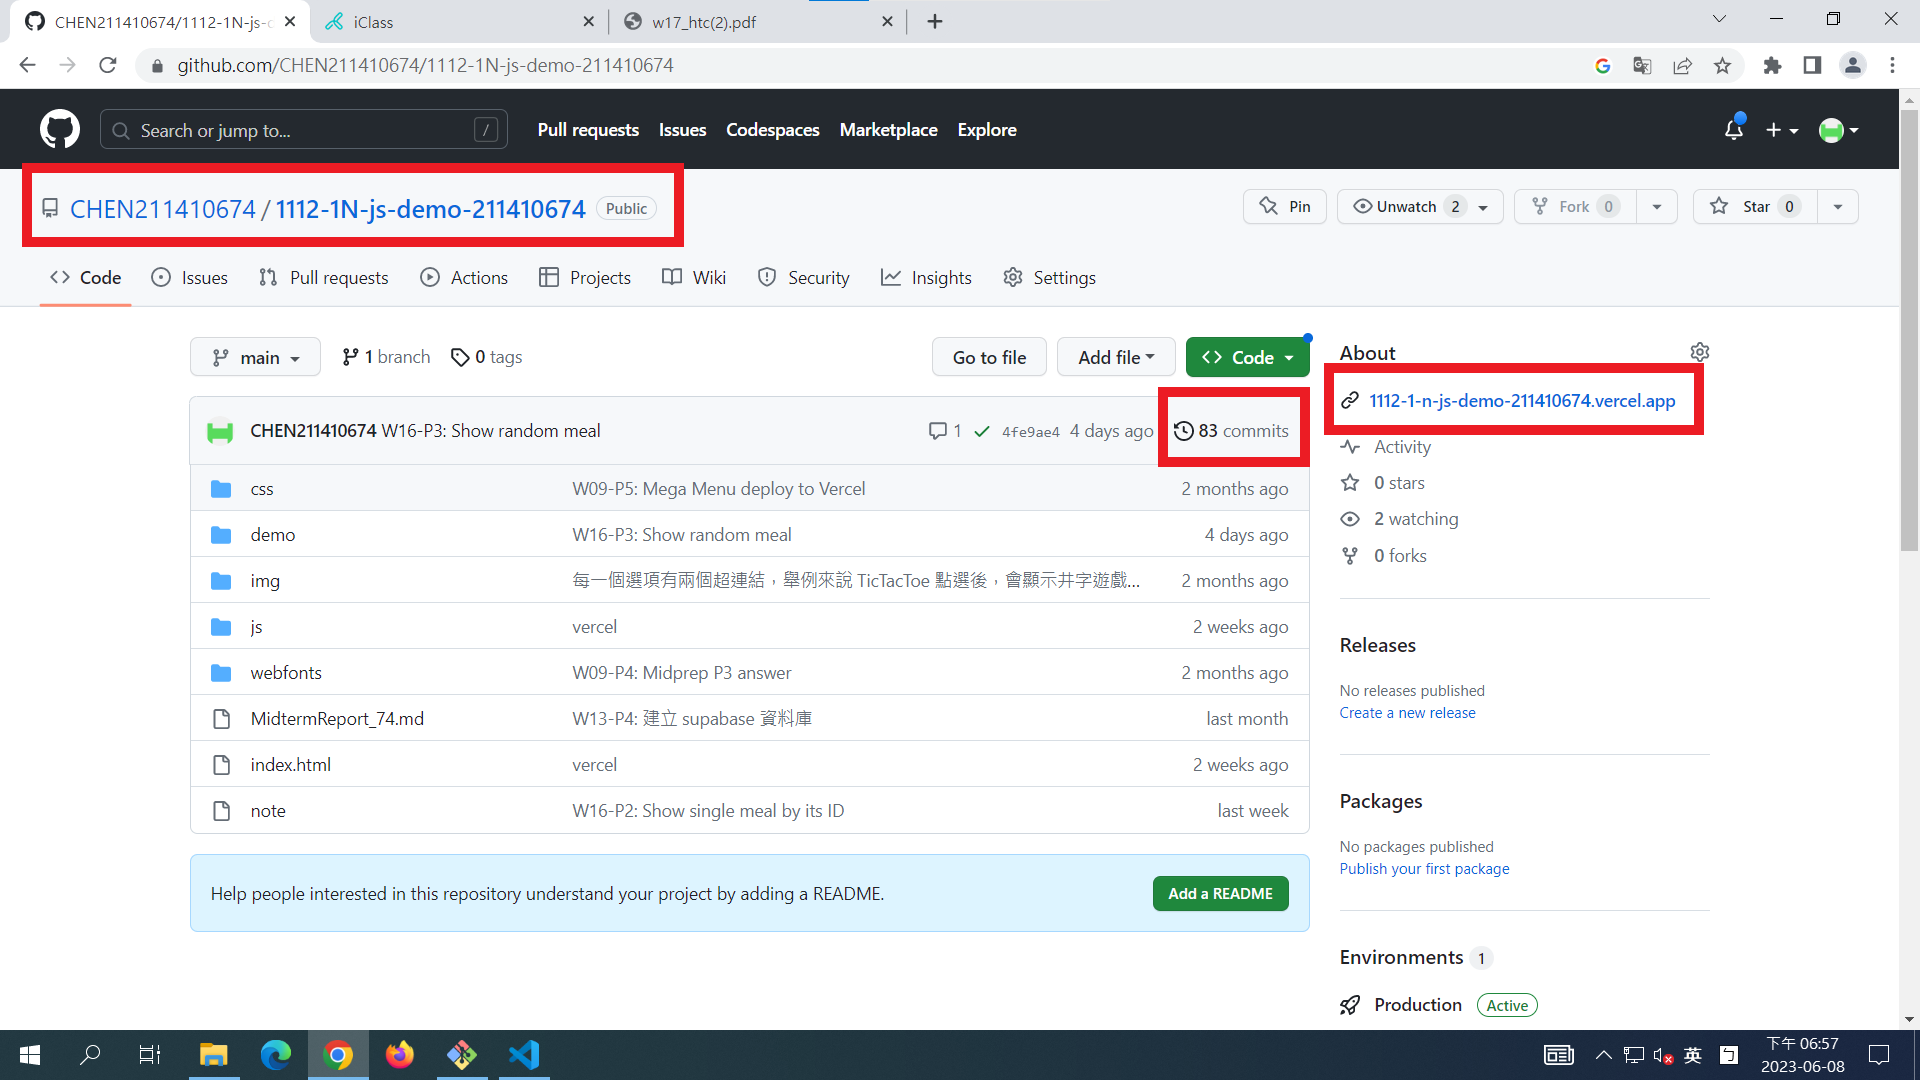 CHEN211410674/1112-1N-js-de
iClass
w17_htc(2).pdf
github.com/CHEN211410674/1112-1N-js-demo-211410674
Search or jump to...
/
Pull requests
Issues
Codespaces
Marketplace
Explore
CHEN211410674 / 1112-1N-js-demo-211410674 Public
Pin
Unwatch 2
Fork 0
Star 0
Code
Issues
Pull requests
Actions
Projects
Wiki
Security
Insights
Settings
main
1 branch
0 tags
Go to file
Add file
Code
About
1112-1-n-js-demo-211410674.vercel.app
CHEN211410674 W16-P3: Show random meal
1
4fe9ae4 4 days ago
83 commits
Activity
css W09-P5: Mega Menu deploy to Vercel 2 months ago
0 stars
demo W16-P3: Show random meal 4 days ago
2 watching
0 forks
img 每一個選項有兩個超連結，舉例來說 TicTacToe 點選後，會顯示井字遊戲... 2 months ago
js vercel 2 weeks ago
Releases
webfonts W09-P4: Midprep P3 answer 2 months ago
No releases published
Create a new release
MidtermReport_74.md W13-P4: 建立 supabase 資料庫 last month
index.html vercel 2 weeks ago
Packages
note W16-P2: Show single meal by its ID last week
No packages published
Publish your first package
Help people interested in this repository understand your project by adding a README.
Add a README
Environments 1
Production Active
英
ㄅ
下午 06:57
2023-06-08